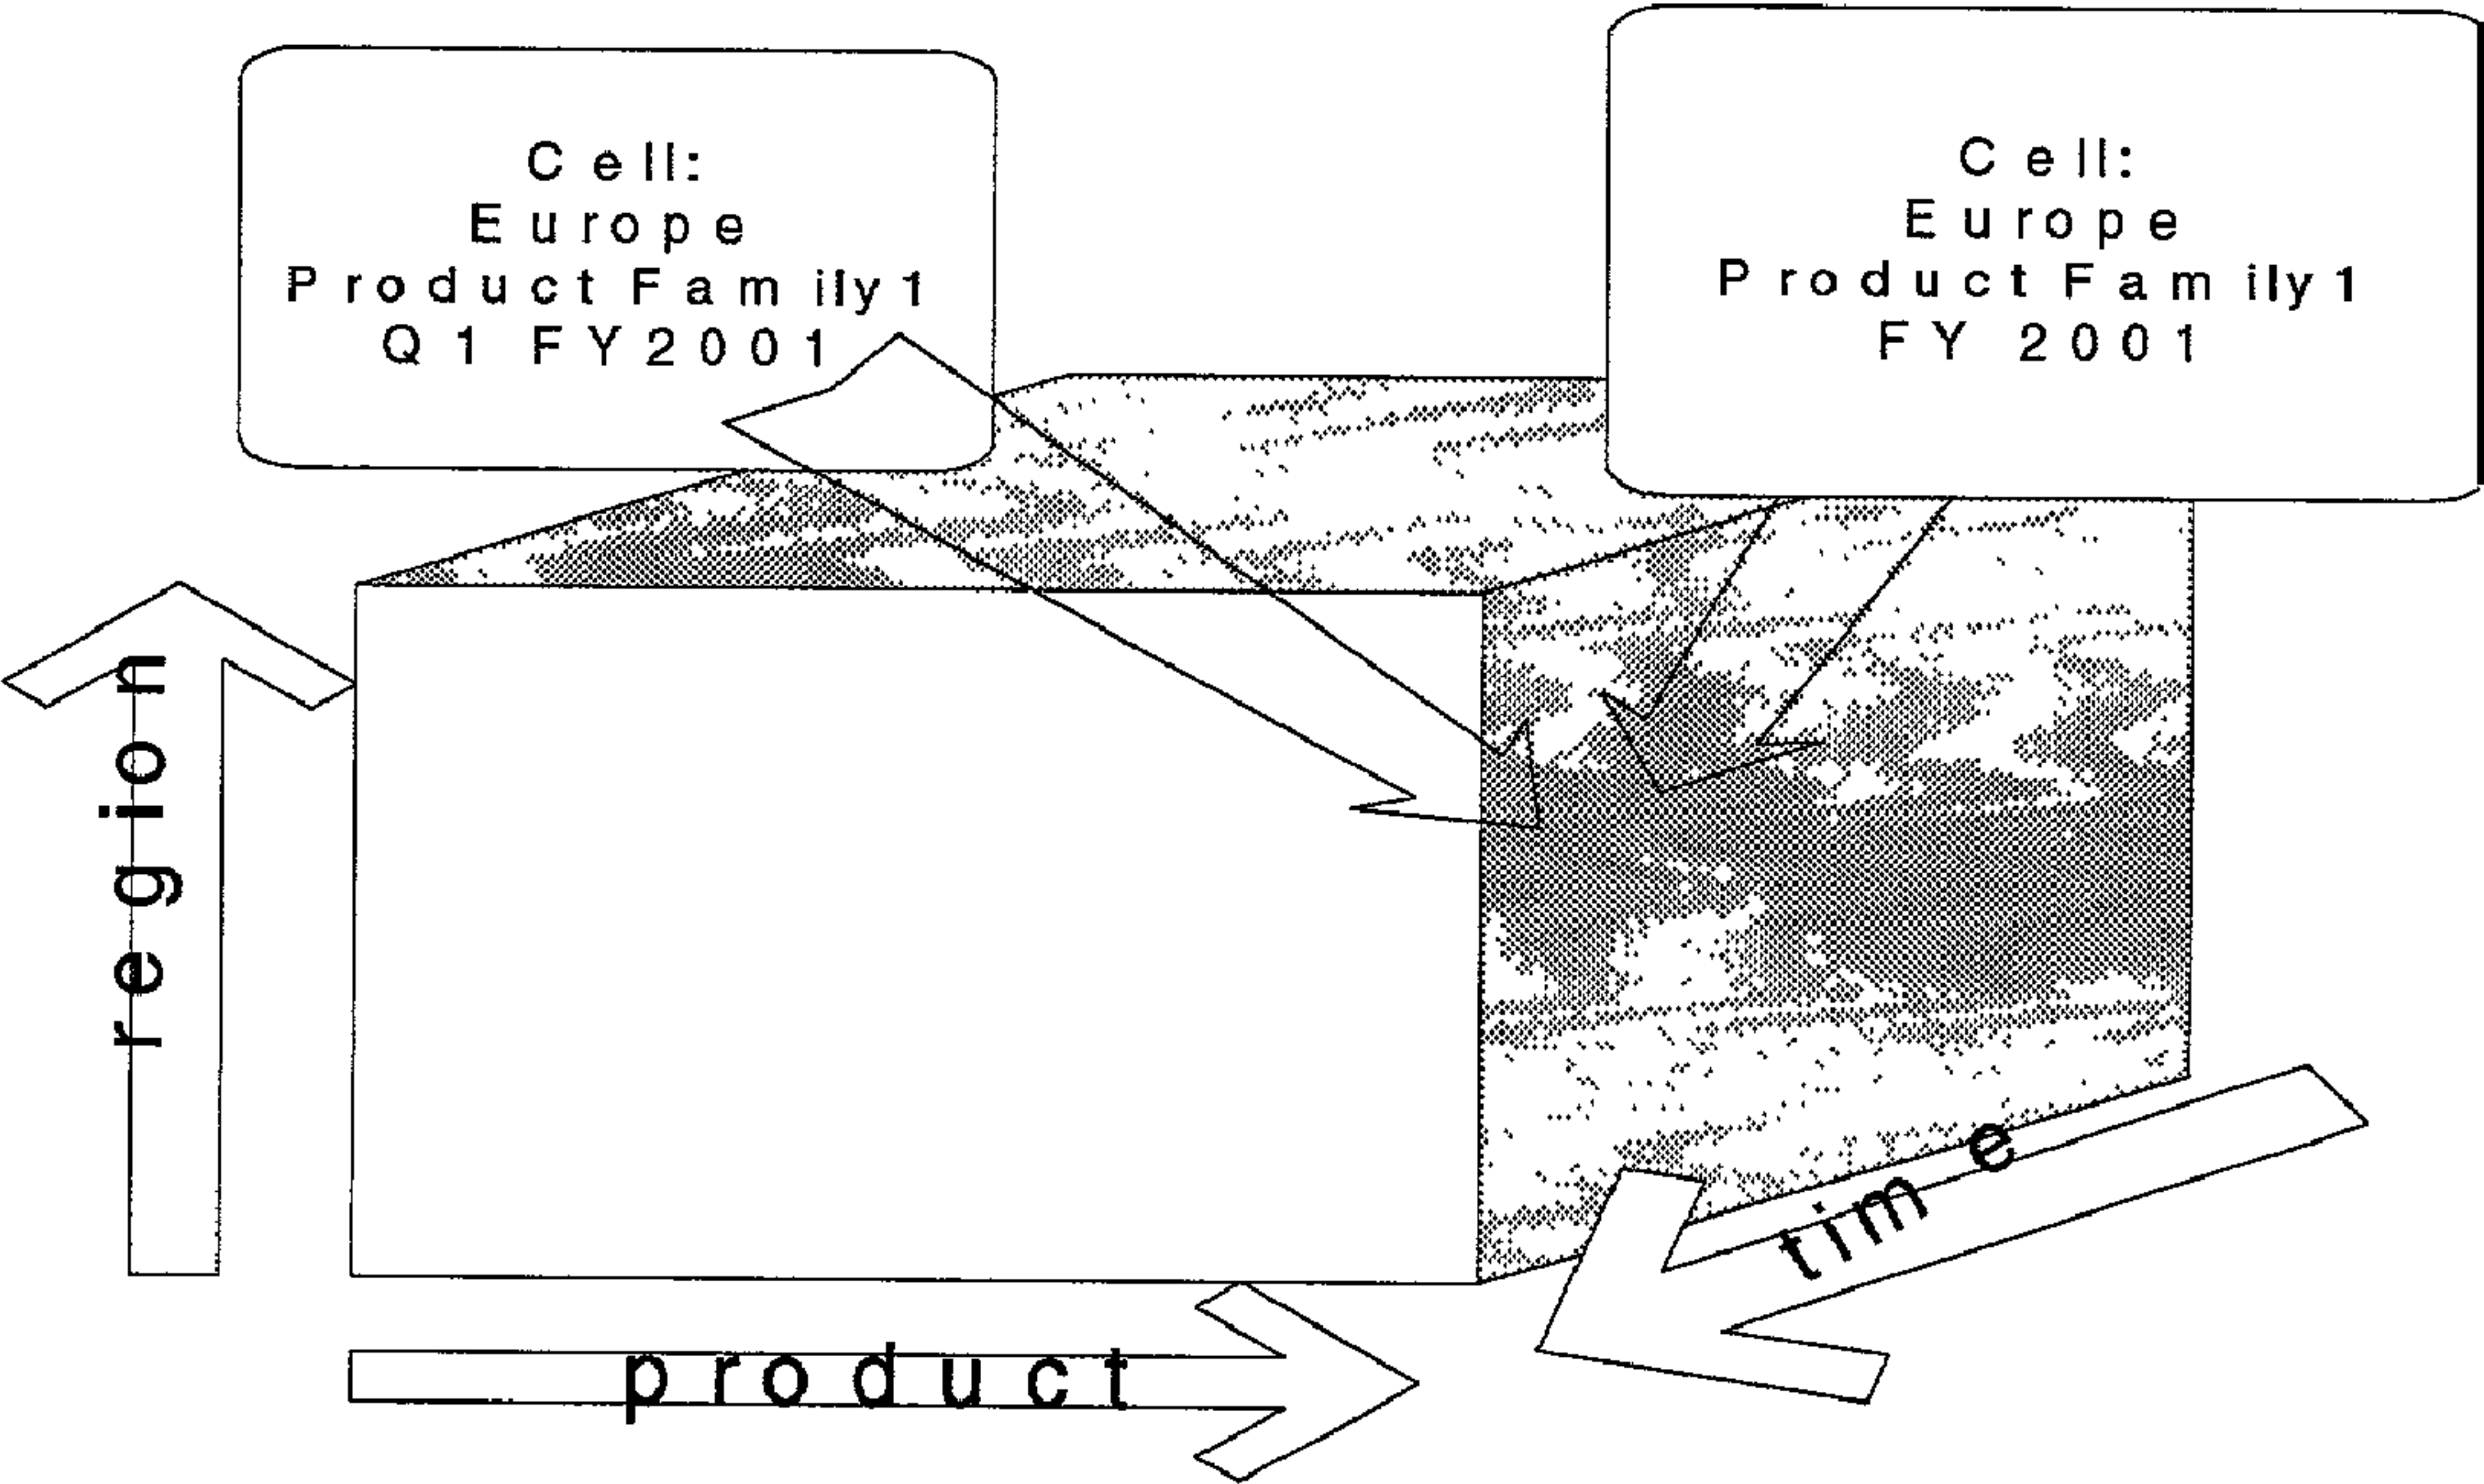 Cell:
Europe
Product Family1
Q1 FY2001
Cell:
Europe
Product Family1
FY 2001
region
time
product